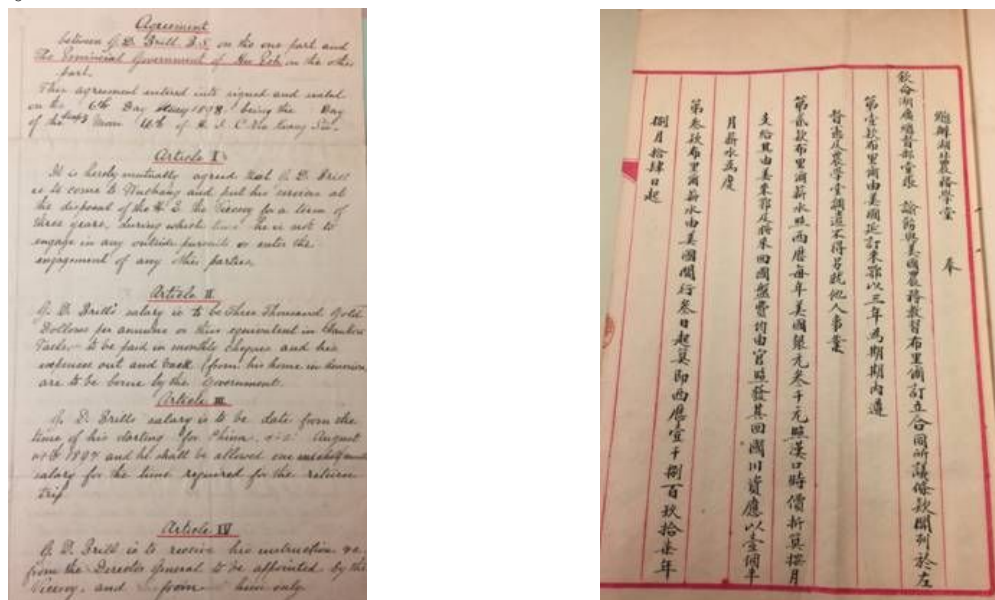 Agreement
between G. D. Brill B.S. on the one part and
The Provincial Government of Hu Peh on the other
part.
This agreement entered into signed and sealed
on the 6th Day 1898 being the Day
of the Moon of H. I. C. Kuang Su.
Article I
It is hereby mutually agreed that G. D. Brill
is to come to Wuchang and put his services at
the disposal of the H. E. the Viceroy for a term of
three years, during which time he is not to
engage in any outside pursuits or enter the
engagement of any other parties.
Article II
G. D. Brill's salary is to be Three Thousand Gold
Dollars per annum or this equivalent in Hankow
Taels to be paid in monthly cheques and his
expenses out and back (from his home in America)
are to be borne by the Government.
Article III
G. D. Brills salary is to be date from the
time of his starting for China, August
1897 and he shall be allowed one
salary for the time required for the return
trip
Article IV
G. D. Brill is to receive his instruction
from the Director General to be appointed by the
Viceroy, and from him only.
總辦湖北農務學堂 奉
欽命湖廣總督部堂張 諭飭與美國農務教習布里爾訂立合同所議條款開列於左
第壹款布里爾由美國延訂來鄂以三年為期期內遵
督憲及農學堂調遣不得另就他人事業
第貳款布里爾薪水照西曆每年美國銀元叁千元照漢口時價折算按月
支給其由美來鄂及將來回國盤費均由官照發其回國川資應以壹個半
月薪水為度
第叁款布里爾薪水由美國開行叁日起算即西曆壹千捌百玖拾柒年
捌月拾肆日起